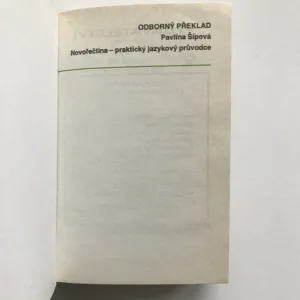 ODBORNÝ PŘEKLAD
Pavlína Šípová
Novořečtina – praktický jazykový průvodce